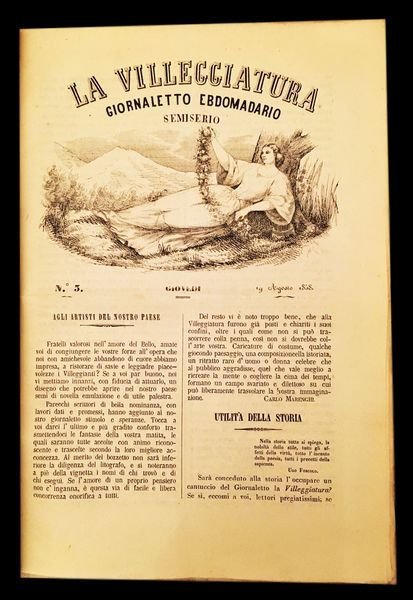 LA VILLEGGIATURA
GIORNALETTO EBDOMADARIO
SEMISERIO
N.° 3.
GIOVEDÌ
Agosto 1858.
AGLI ARTISTI DEL NOSTRO PAESE
Fratelli valorosi nell'amore del Bello, amate
voi di congiungere le vostre forze all'opera che
noi con amichevole abbandono di cuore abbiamo
impresa, a ristorare di savie e leggiadre piace-
volezze i Villeggianti? Se a voi par buono, noi
vi mettiamo innanzi, con fiducia di attuarlo, un
disegno che potrebbe aprire nel nostro paese
semi di novella emulazione e di utile palestra.
Parecchi scrittori di bella nominanza, con
lavori dati e promessi, hanno aggiunto al no-
stro giornaletto stimolo e speranze. Tocca a
voi darci l'ultimo e più gradito conforto tra-
smettendoci le fantasie della vostra matita, le
quali saranno tutte accolte con animo ricono-
scente e trascelte secondo la loro migliore ac-
concezza. Al merito del bozzetto non sarà infe-
riore la diligenza del litografo, e si noteranno
a piè della vignetta i nomi di chi trovò e di
chi eseguì. Se l'amore di un proprio pensiero
non c'inganna, è questa via di facile e libera
concorrenza onorifica a tutti.
Del resto vi è noto troppo bene, che alla
Villeggiatura furono già posti e chiariti i suoi
confini, oltre i quali come non si può tra-
scorrere colla penna, così non si dovrebbe col-
l'arte vostra. Caricature di costume, qualche
giocondo paesaggio, una composizioncella istoriata,
un ritratto raro d'uomo o donna celebre che
al pubblico aggradisse, quel che vale meglio a
ricreare la mente o cogliere la cima dei tempi,
formano un campo svariato e dilettoso su cui
può liberamente trasvolare la vostra immagina-
zione.
CARLO MARENGHI.
UTILITÀ DELLA STORIA
Nella storia tutte si spiega, la
nobiltà dello stile, tutti gli af-
fetti della virtù, tutto l'incanto
della poesia, tutti i precetti della
sapienza.
UGO FOSCOLO.
Sarà conceduto alla storia l'occupare un
cantuccio del Giornaletto la Villeggiatura?
Se sì, eccomi a voi, lettori pregiatissimi; se